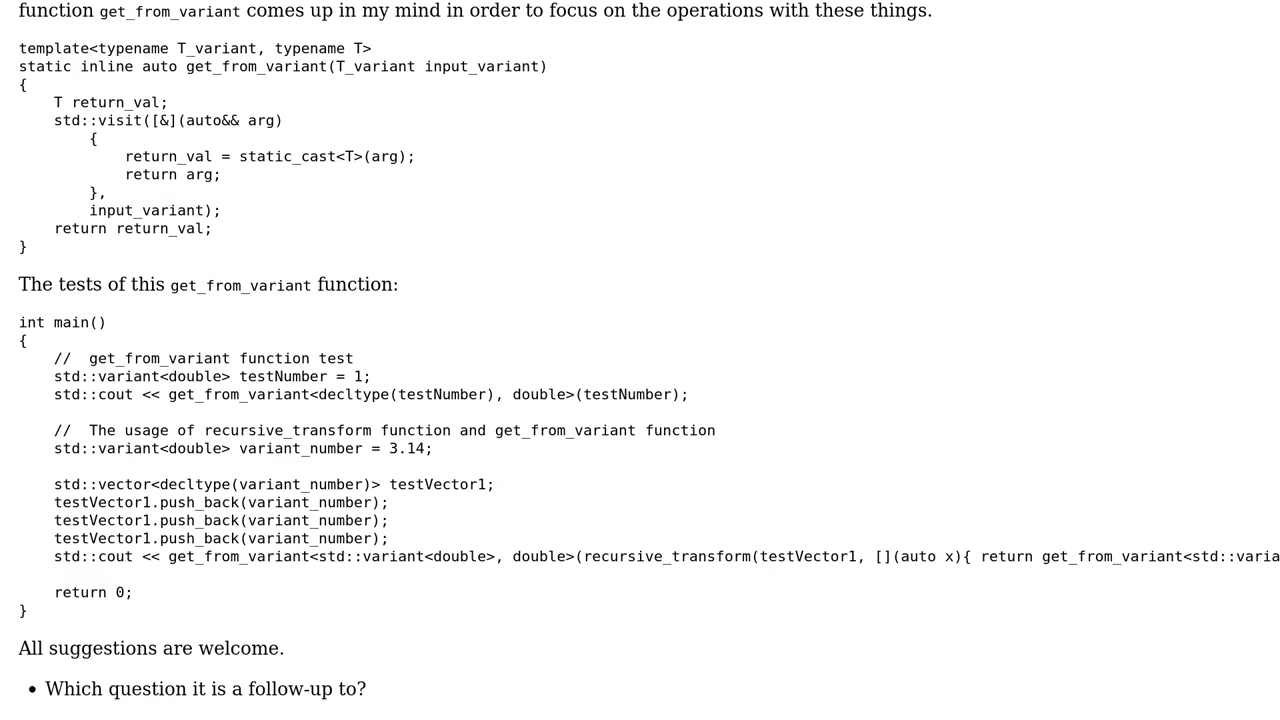 function get_from_variant comes up in my mind in order to focus on the operations with these things.
template<typename T_variant, typename T>
static inline auto get_from_variant(T_variant input_variant)
{
    T return_val;
    std::visit([&](auto&& arg)
        {
            return_val = static_cast<T>(arg);
            return arg;
        },
        input_variant);
    return return_val;
}
The tests of this get_from_variant function:
int main()
{
    //  get_from_variant function test
    std::variant<double> testNumber = 1;
    std::cout << get_from_variant<decltype(testNumber), double>(testNumber);
    //  The usage of recursive_transform function and get_from_variant function
    std::variant<double> variant_number = 3.14;
    std::vector<decltype(variant_number)> testVector1;
    testVector1.push_back(variant_number);
    testVector1.push_back(variant_number);
    testVector1.push_back(variant_number);
    std::cout << get_from_variant<std::variant<double>, double>(recursive_transform(testVector1, [](auto x){ return get_from_variant<std::varia
    return 0;
}
All suggestions are welcome.
• Which question it is a follow-up to?